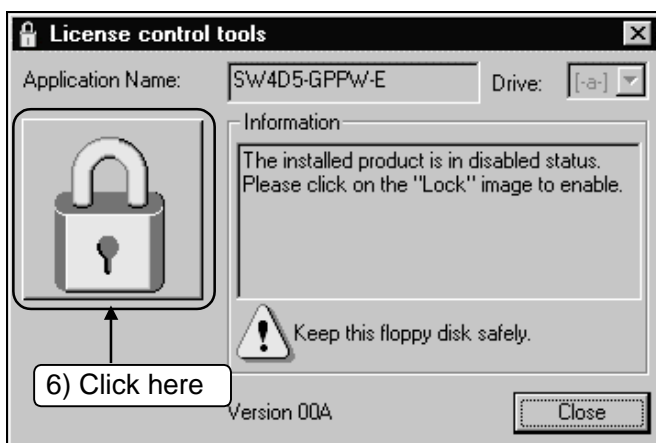 License control tools
Application Name:
SW4D5-GPPW-E
Drive:
[-a-]
Information
The installed product is in disabled status.
Please click on the "Lock" image to enable.
Keep this floppy disk safely.
6) Click here
Version 00A
Close